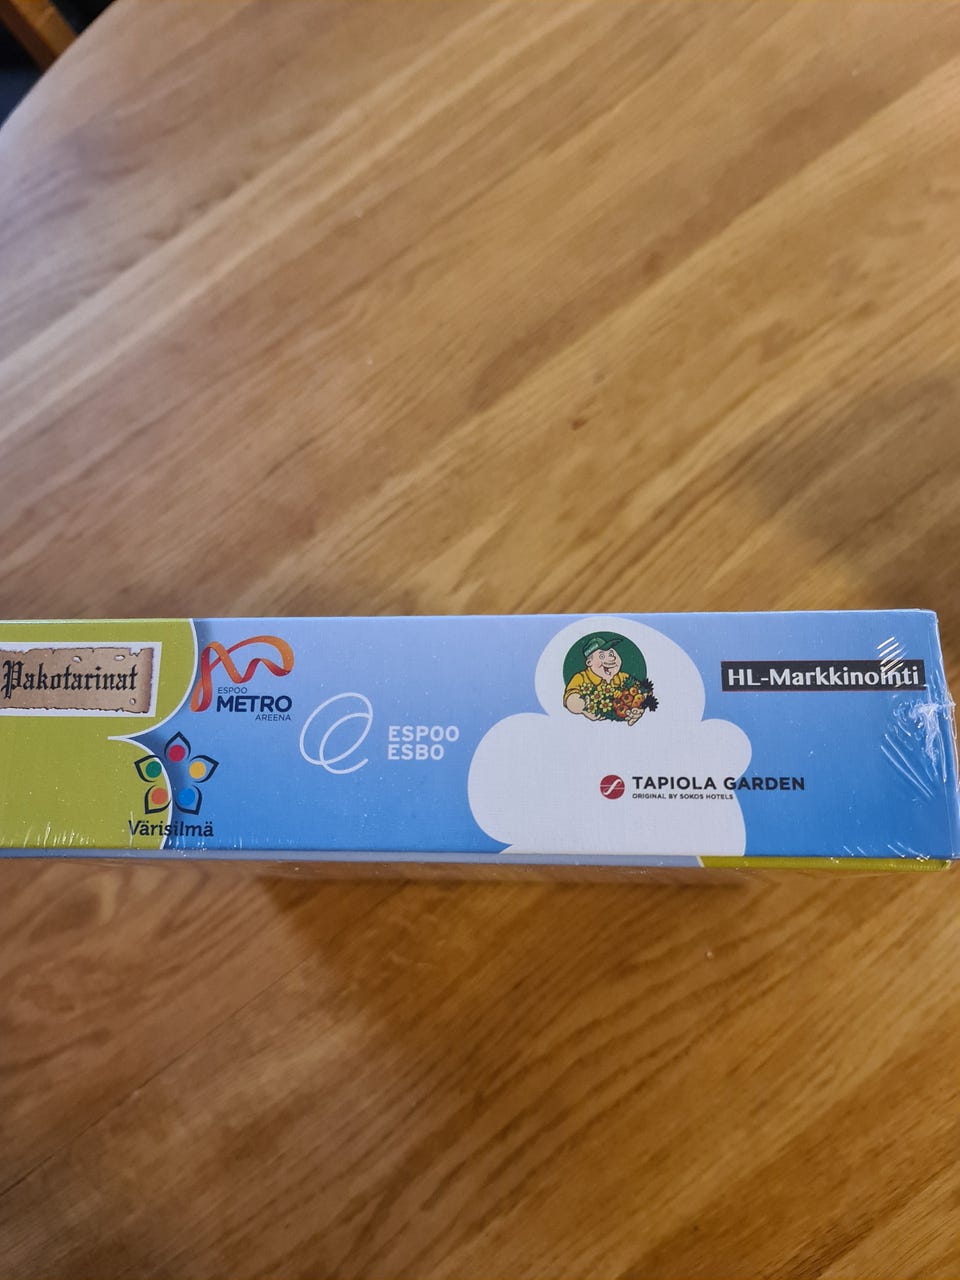 Pakotarinat
ESPOO
METRO
AREENA
Värisilmä
ESPOO
ESBO
TAPIOLA GARDEN
ORIGINAL BY SOKOS HOTELS
HL-Markkinointi